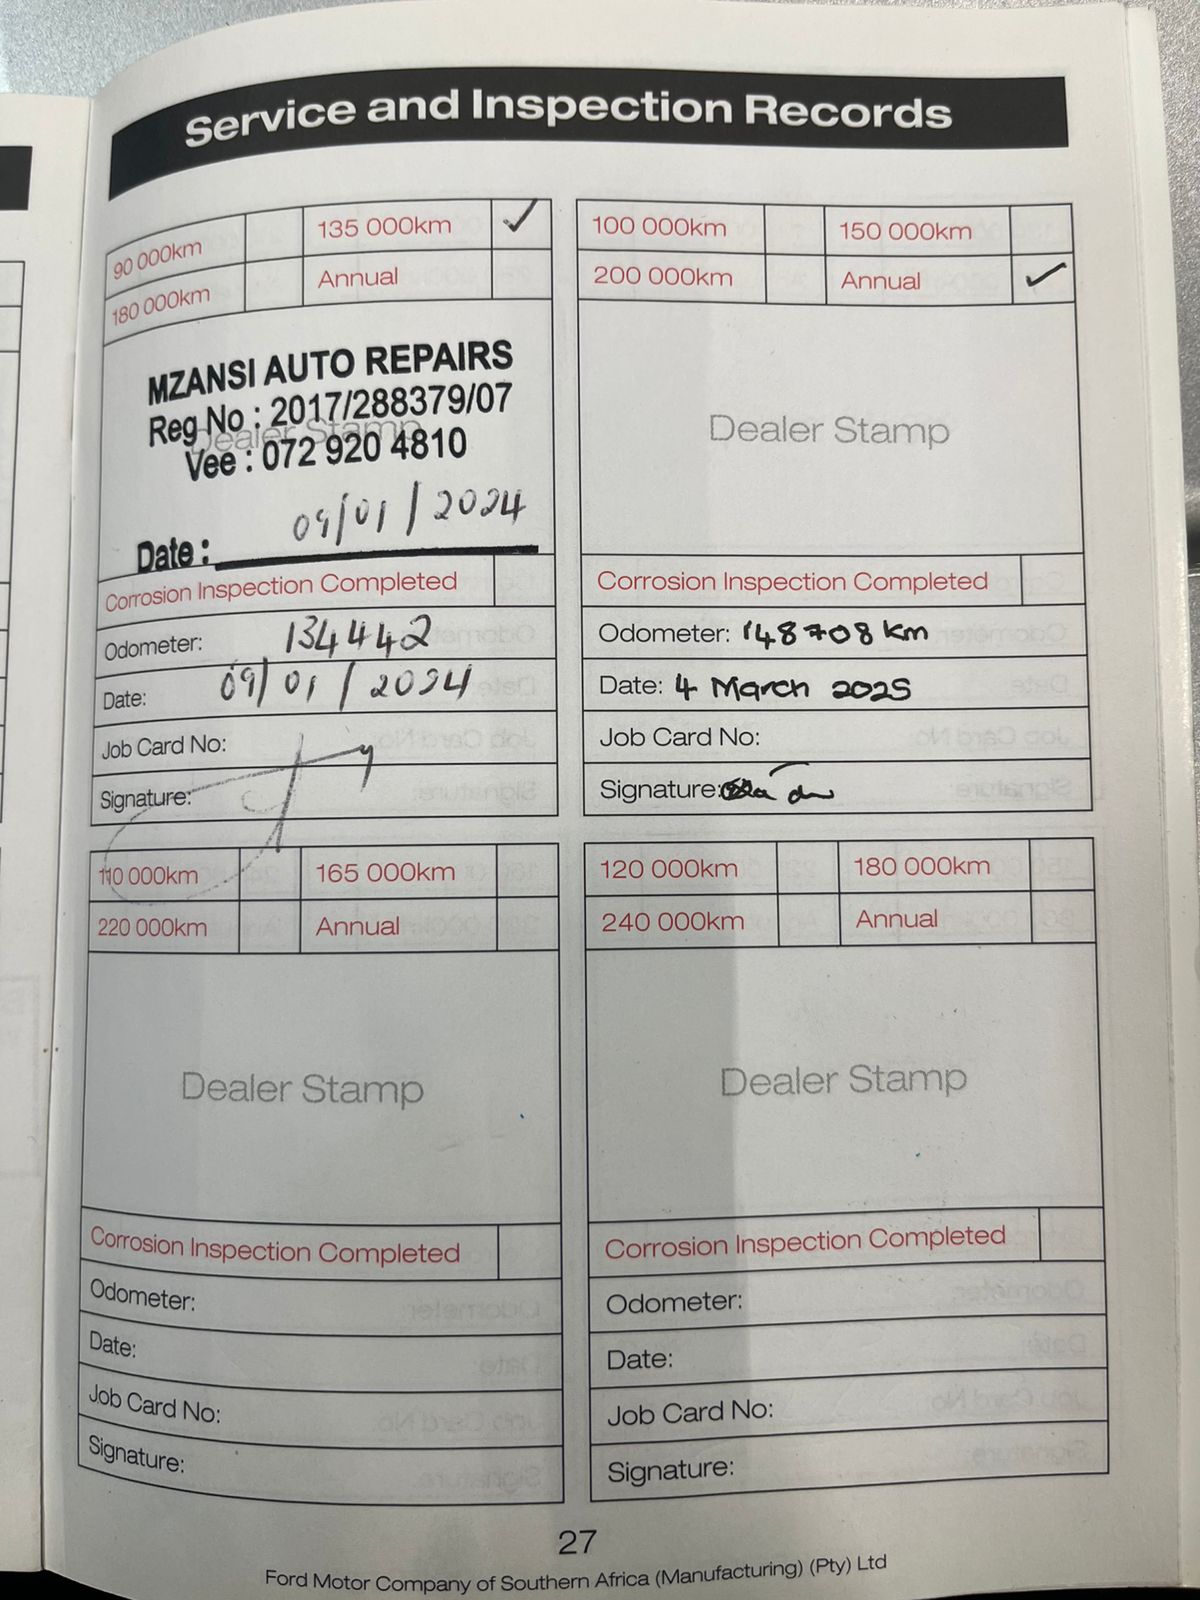 Service and Inspection Records
90 000km 135 000km ✓
180 000km Annual
MZANSI AUTO REPAIRS
Reg No : 2017/288379/07
Dealer Stamp
Vee : 072 920 4810
Date : 09/01/2024
Corrosion Inspection Completed
Odometer: 134442
Date: 09/01/2024
Job Card No:
Signature:
100 000km 150 000km
200 000km Annual ✓
Dealer Stamp
Corrosion Inspection Completed
Odometer: 148708 km
Date: 4 March 2025
Job Card No:
Signature:
110 000km 165 000km
220 000km Annual
Dealer Stamp
Corrosion Inspection Completed
Odometer:
Date:
Job Card No:
Signature:
120 000km 180 000km
240 000km Annual
Dealer Stamp
Corrosion Inspection Completed
Odometer:
Date:
Job Card No:
Signature:
27
Ford Motor Company of Southern Africa (Manufacturing) (Pty) Ltd